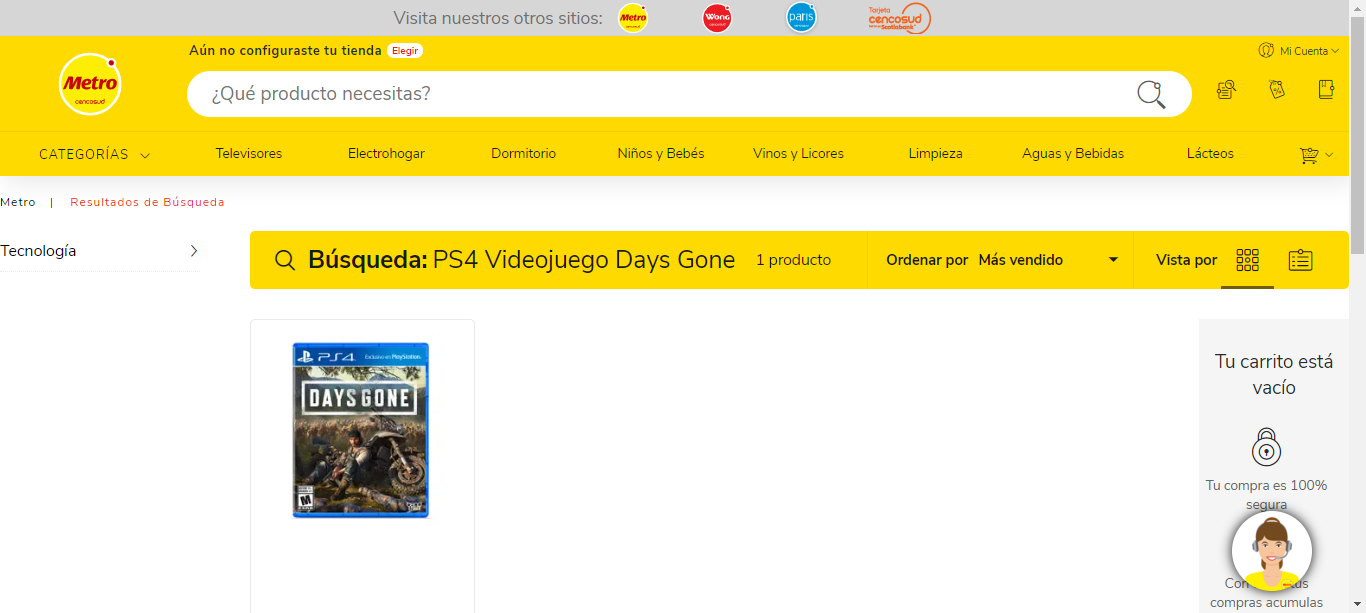 Visita nuestros otros sitios:
Metro
cencosud
Wong
cencosud
paris
Tarjeta
cencosud
Scotiabank
Aún no configuraste tu tienda Elegir
Mi Cuenta
Metro
cencosud
¿Qué producto necesitas?
CATEGORÍAS
Televisores
Electrohogar
Dormitorio
Niños y Bebés
Vinos y Licores
Limpieza
Aguas y Bebidas
Lácteos
Metro | Resultados de Búsqueda
Tecnología
Búsqueda: PS4 Videojuego Days Gone 1 producto
Ordenar por Más vendido
Vista por
PS4 Exclusivo en PlayStation
DAYS GONE
M
Tu carrito está
vacío
Tu compra es 100%
segura
compras acumulas